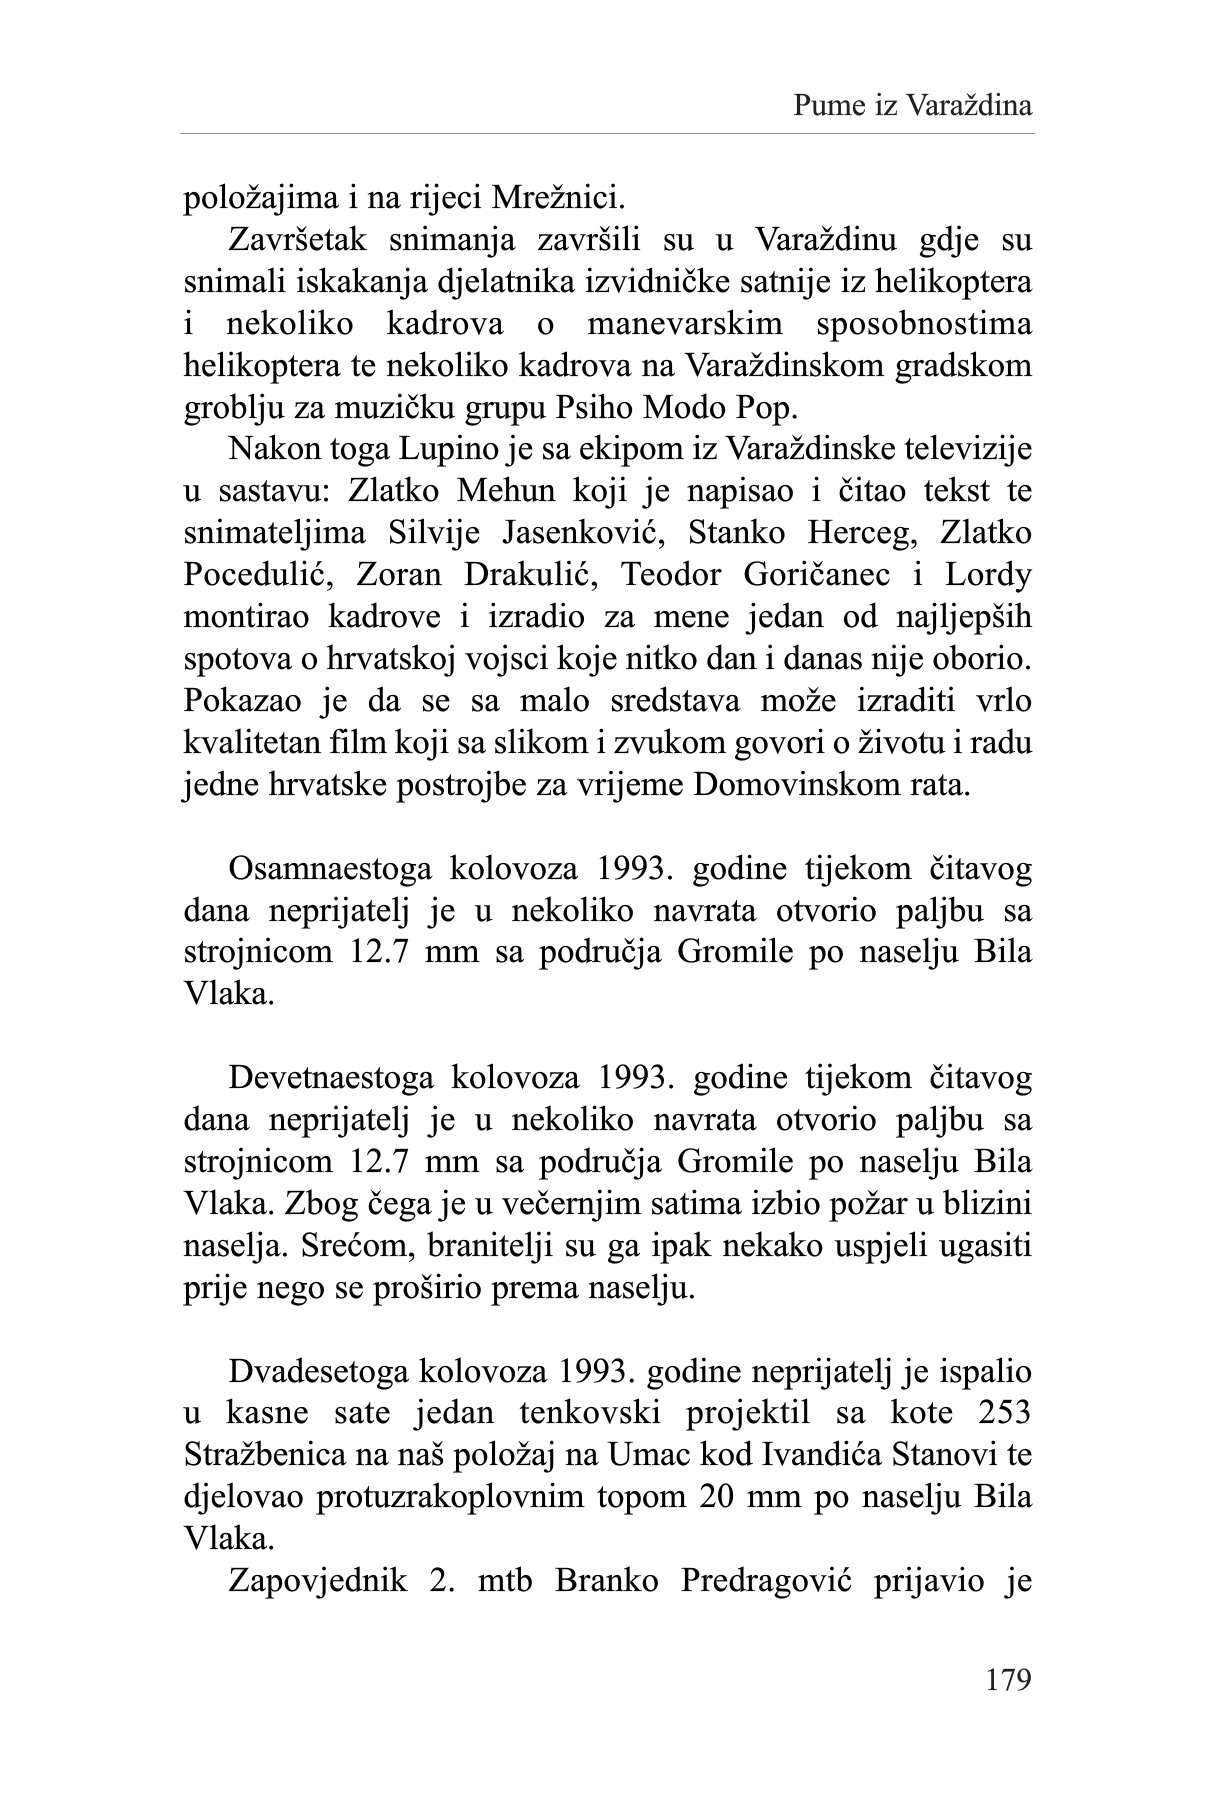 Pume iz Varaždina
položajima i na rijeci Mrežnici.
Završetak snimanja završili su u Varaždinu gdje su
snimali iskakanja djelatnika izvidničke satnije iz helikoptera
i nekoliko kadrova o manevarskim sposobnostima
helikoptera te nekoliko kadrova na Varaždinskom gradskom
groblju za muzičku grupu Psiho Modo Pop.
Nakon toga Lupino je sa ekipom iz Varaždinske televizije
u sastavu: Zlatko Mehun koji je napisao i čitao tekst te
snimateljima Silvije Jasenković, Stanko Herceg, Zlatko
Pocedulić, Zoran Drakulić, Teodor Goričanec i Lordy
montirao kadrove i izradio za mene jedan od najljepših
spotova o hrvatskoj vojsci koje nitko dan i danas nije oborio.
Pokazao je da se sa malo sredstava može izraditi vrlo
kvalitetan film koji sa slikom i zvukom govori o životu i radu
jedne hrvatske postrojbe za vrijeme Domovinskom rata.
Osamnaestoga kolovoza 1993. godine tijekom čitavog
dana neprijatelj je u nekoliko navrata otvorio paljbu sa
strojnicom 12.7 mm sa područja Gromile po naselju Bila
Vlaka.
Devetnaestoga kolovoza 1993. godine tijekom čitavog
dana neprijatelj je u nekoliko navrata otvorio paljbu sa
strojnicom 12.7 mm sa područja Gromile po naselju Bila
Vlaka. Zbog čega je u večernjim satima izbio požar u blizini
naselja. Srećom, branitelji su ga ipak nekako uspjeli ugasiti
prije nego se proširio prema naselju.
Dvadesetoga kolovoza 1993. godine neprijatelj je ispalio
u kasne sate jedan tenkovski projektil sa kote 253
Stražbenica na naš položaj na Umac kod Ivandića Stanovi te
djelovao protuzrakoplovnim topom 20 mm po naselju Bila
Vlaka.
Zapovjednik 2. mtb Branko Predragović prijavio je
179